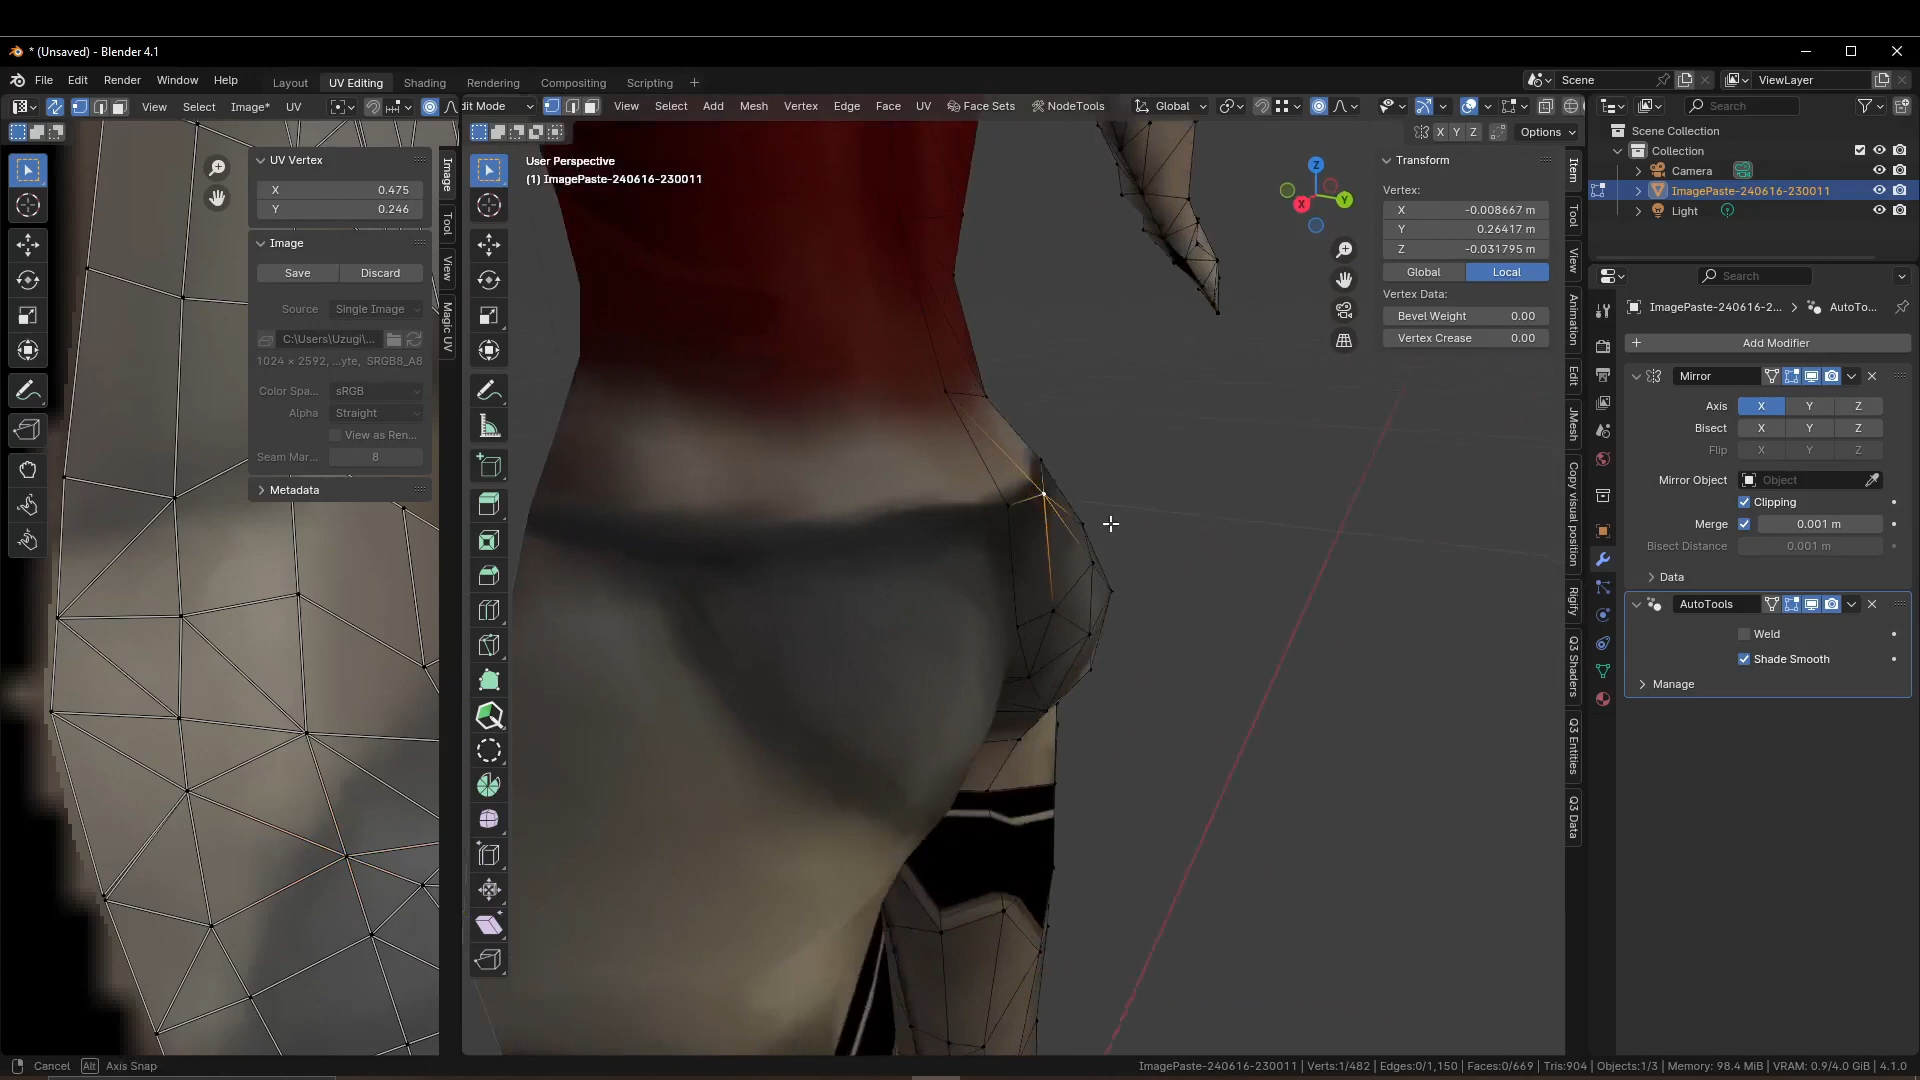 * (Unsaved) - Blender 4.1
File Edit Render Window Help
Layout UV Editing Shading Rendering Compositing Scripting +
Scene
ViewLayer
View Select Image* UV
dit Mode
View Select Add Mesh Vertex Edge Face UV Face Sets NodeTools
Global
Search
X Y Z
Options
UV Vertex
X 0.475
Y 0.246
Image
Save Discard
Source Single Image
C:\Users\Uzugi\...
1024 × 2592, ...yte, SRGB8_A8
Color Spa... sRGB
Alpha Straight
View as Ren...
Seam Mar... 8
Metadata
Image
Tool
View
Magic UV
User Perspective
(1) ImagePaste-240616-230011
Z
X
Y
Transform
Vertex:
X -0.008667 m
Y 0.26417 m
Z -0.031795 m
Global Local
Vertex Data:
Bevel Weight 0.00
Vertex Crease 0.00
Item
Tool
View
Animation
Edit
JMesh
Copy visual position
Rigify
Q3 Shaders
Q3 Entities
Q3 Data
Scene Collection
Collection
Camera
ImagePaste-240616-230011
Light
Search
ImagePaste-240616-2...
AutoTo...
+ Add Modifier
Mirror
Axis X Y Z
Bisect X Y Z
Flip X Y Z
Mirror Object Object
Clipping
Merge 0.001 m
Bisect Distance 0.001 m
Data
AutoTools
Weld
Shade Smooth
Manage
Cancel Alt Axis Snap
ImagePaste-240616-230011 | Verts:1/482 | Edges:0/1,150 | Faces:0/669 | Tris:904 | Objects:1/3 | Memory: 98.4 MiB | VRAM: 0.9/4.0 GiB | 4.1.0